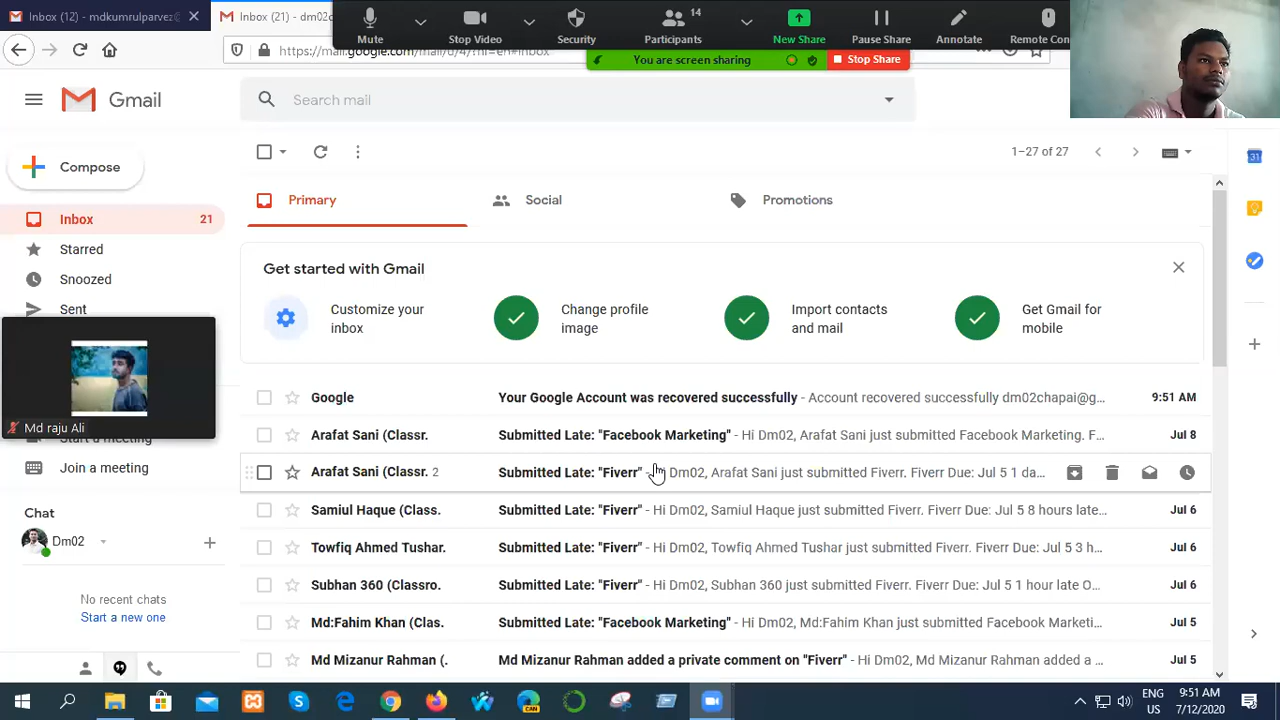 Inbox (12) - mdkumrulparvez@
Inbox (21) - dm02c
Mute
Stop Video
Security
14
Participants
New Share
Pause Share
Annotate
Remote Con
You are screen sharing
Stop Share
Gmail
Search mail
Compose
1–27 of 27
Inbox 21
Primary
Social
Promotions
Starred
Snoozed
Sent
Get started with Gmail
Customize your inbox
Change profile image
Import contacts and mail
Get Gmail for mobile
Md raju Ali
Start a meeting
Join a meeting
Chat
Dm02
No recent chats
Start a new one
Google Your Google Account was recovered successfully - Account recovered successfully dm02chapai@g... 9:51 AM
Arafat Sani (Classr. Submitted Late: "Facebook Marketing" - Hi Dm02, Arafat Sani just submitted Facebook Marketing. F... Jul 8
Arafat Sani (Classr. 2 Submitted Late: "Fiverr" - Hi Dm02, Arafat Sani just submitted Fiverr. Fiverr Due: Jul 5 1 da...
Samiul Haque (Class. Submitted Late: "Fiverr" - Hi Dm02, Samiul Haque just submitted Fiverr. Fiverr Due: Jul 5 8 hours late... Jul 6
Towfiq Ahmed Tushar. Submitted Late: "Fiverr" - Hi Dm02, Towfiq Ahmed Tushar just submitted Fiverr. Fiverr Due: Jul 5 3 h... Jul 6
Subhan 360 (Classro. Submitted Late: "Fiverr" - Hi Dm02, Subhan 360 just submitted Fiverr. Fiverr Due: Jul 5 1 hour late O... Jul 6
Md:Fahim Khan (Clas. Submitted Late: "Facebook Marketing" - Hi Dm02, Md:Fahim Khan just submitted Facebook Marketi... Jul 5
Md Mizanur Rahman (. Md Mizanur Rahman added a private comment on "Fiverr" - Hi Dm02, Md Mizanur Rahman added a ... Jul 5
31
CAN
ENG
US
9:51 AM
7/12/2020